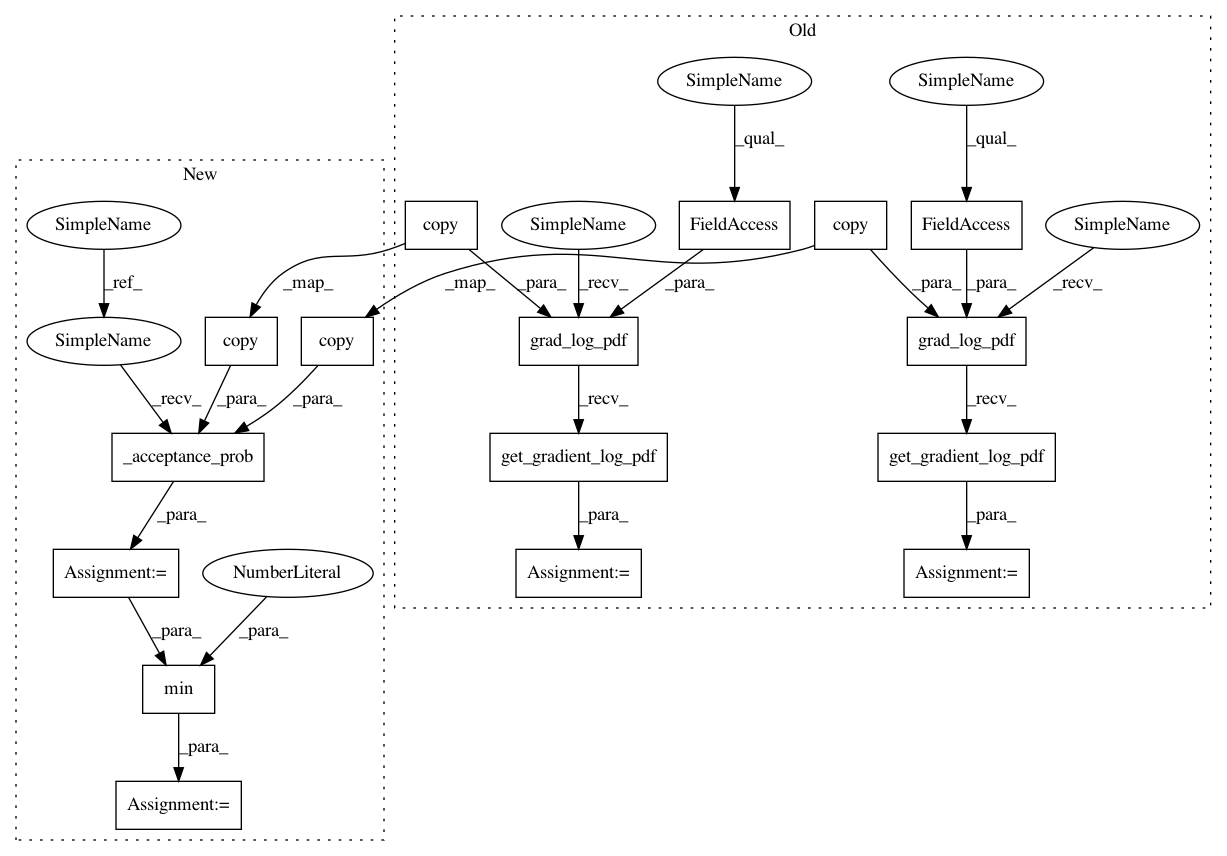 Old
SimpleName
SimpleName
_qual_
_qual_
New
SimpleName
copy
SimpleName
FieldAccess
copy
FieldAccess
SimpleName
_ref_
_map_
_map_
_para_
_recv_
_para_
_para_
_para_
_recv_
SimpleName
copy
copy
grad_log_pdf
grad_log_pdf
_recv_
_para_
_para_
_recv_
_recv_
_acceptance_prob
get_gradient_log_pdf
get_gradient_log_pdf
_para_
_para_
_para_
Assignment:=
NumberLiteral
Assignment:=
Assignment:=
_para_
_para_
min
_para_
Assignment:=